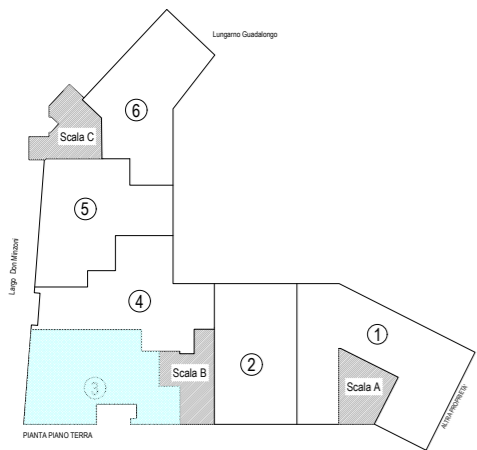 Lungarno Guadalongo
6
Scala C
5
Largo Don Minzoni
4
1
2
3
Scala B
Scala A
ALTRA PROPRIETA'
PIANTA PIANO TERRA